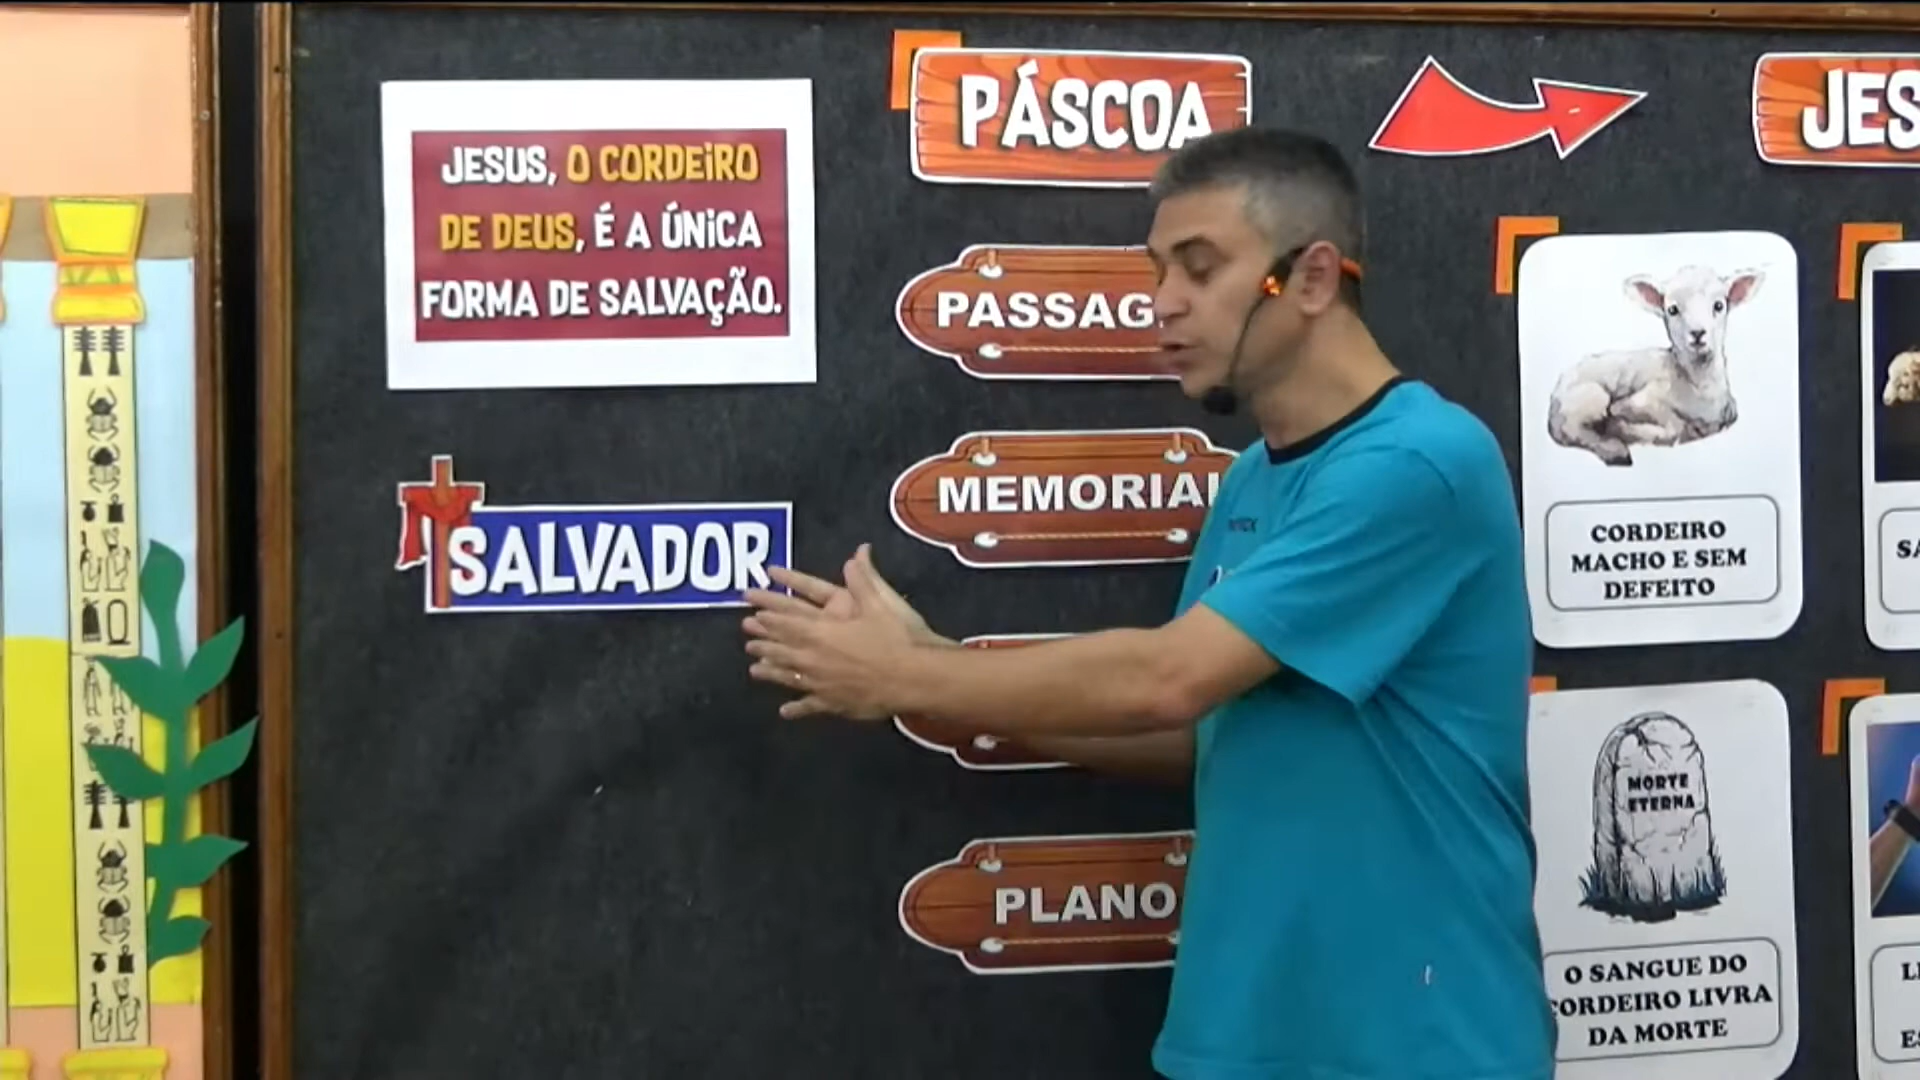 JESUS, O CORDEIRO
DE DEUS, É A ÚNICA
FORMA DE SALVAÇÃO.
SALVADOR
PÁSCOA
MEMORIAL
PLANO
CORDEIRO
MACHO E SEM
DEFEITO
MORTE
ETERNA
O SANGUE DO
CORDEIRO LIVRA
DA MORTE